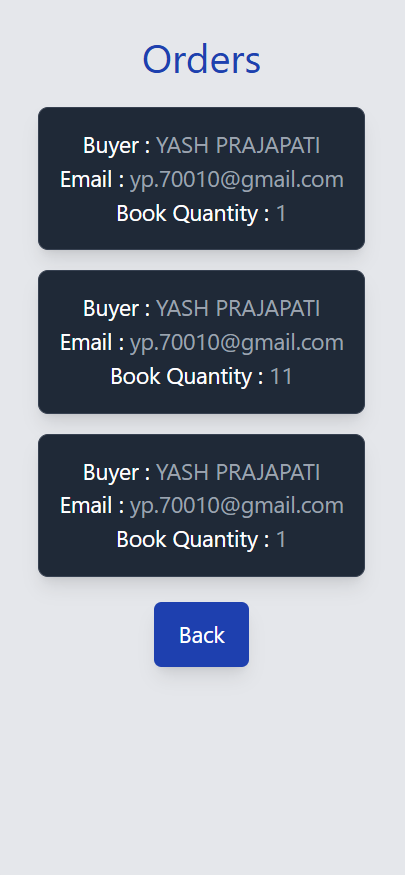 Orders
Buyer : YASH PRAJAPATI
Email : yp.70010@gmail.com
Book Quantity : 1
Buyer : YASH PRAJAPATI
Email : yp.70010@gmail.com
Book Quantity : 11
Buyer : YASH PRAJAPATI
Email : yp.70010@gmail.com
Book Quantity : 1
Back